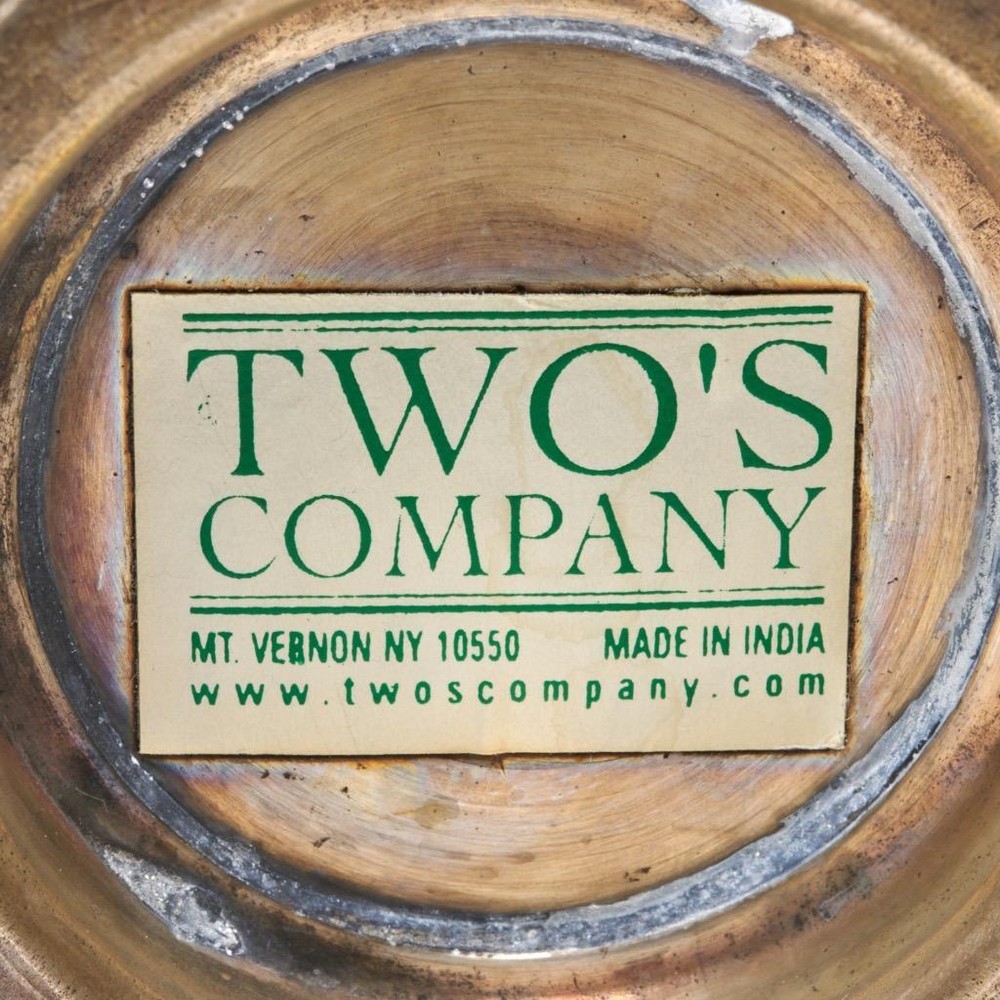 TWO'S
COMPANY
MT. VERNON NY 10550 MADE IN INDIA
www.twoscompany.com